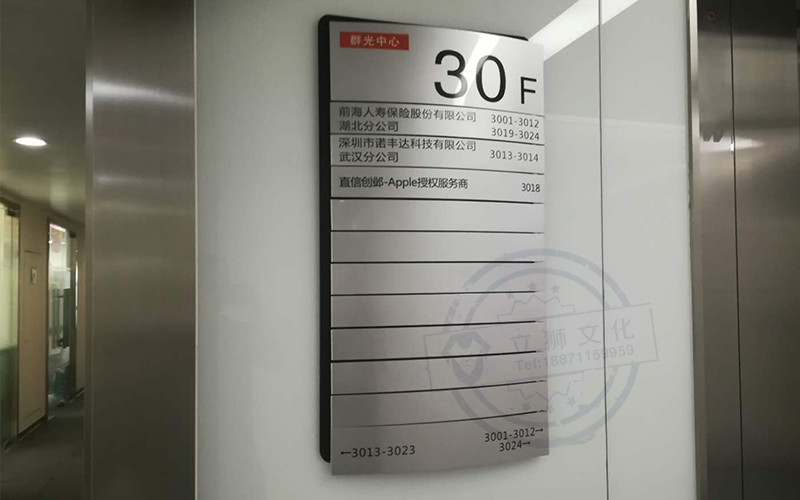 群光中心
30 F
前海人寿保险股份有限公司 3001-3012
湖北分公司 3019-3024
深圳市诺丰达科技有限公司
武汉分公司 3013-3014
直信创邺-Apple授权服务商 3018
立狮文化
Tel:18871159959
←3013-3023
3001-3012→
3024→